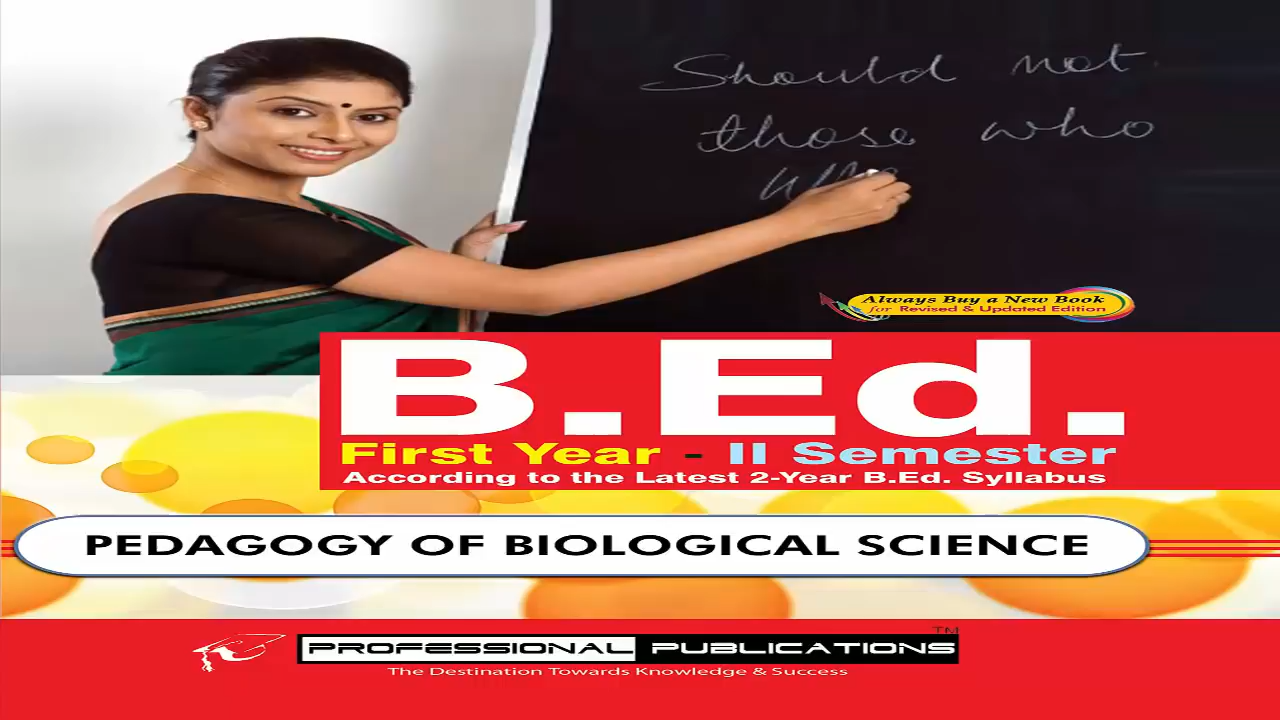 Should not
those who
Always Buy a New Book
for Revised & Updated Edition
B.Ed.
First Year - II Semester
According to the Latest 2-Year B.Ed. Syllabus
PEDAGOGY OF BIOLOGICAL SCIENCE
PROFESSIONAL PUBLICATIONS TM
The Destination Towards Knowledge & Success